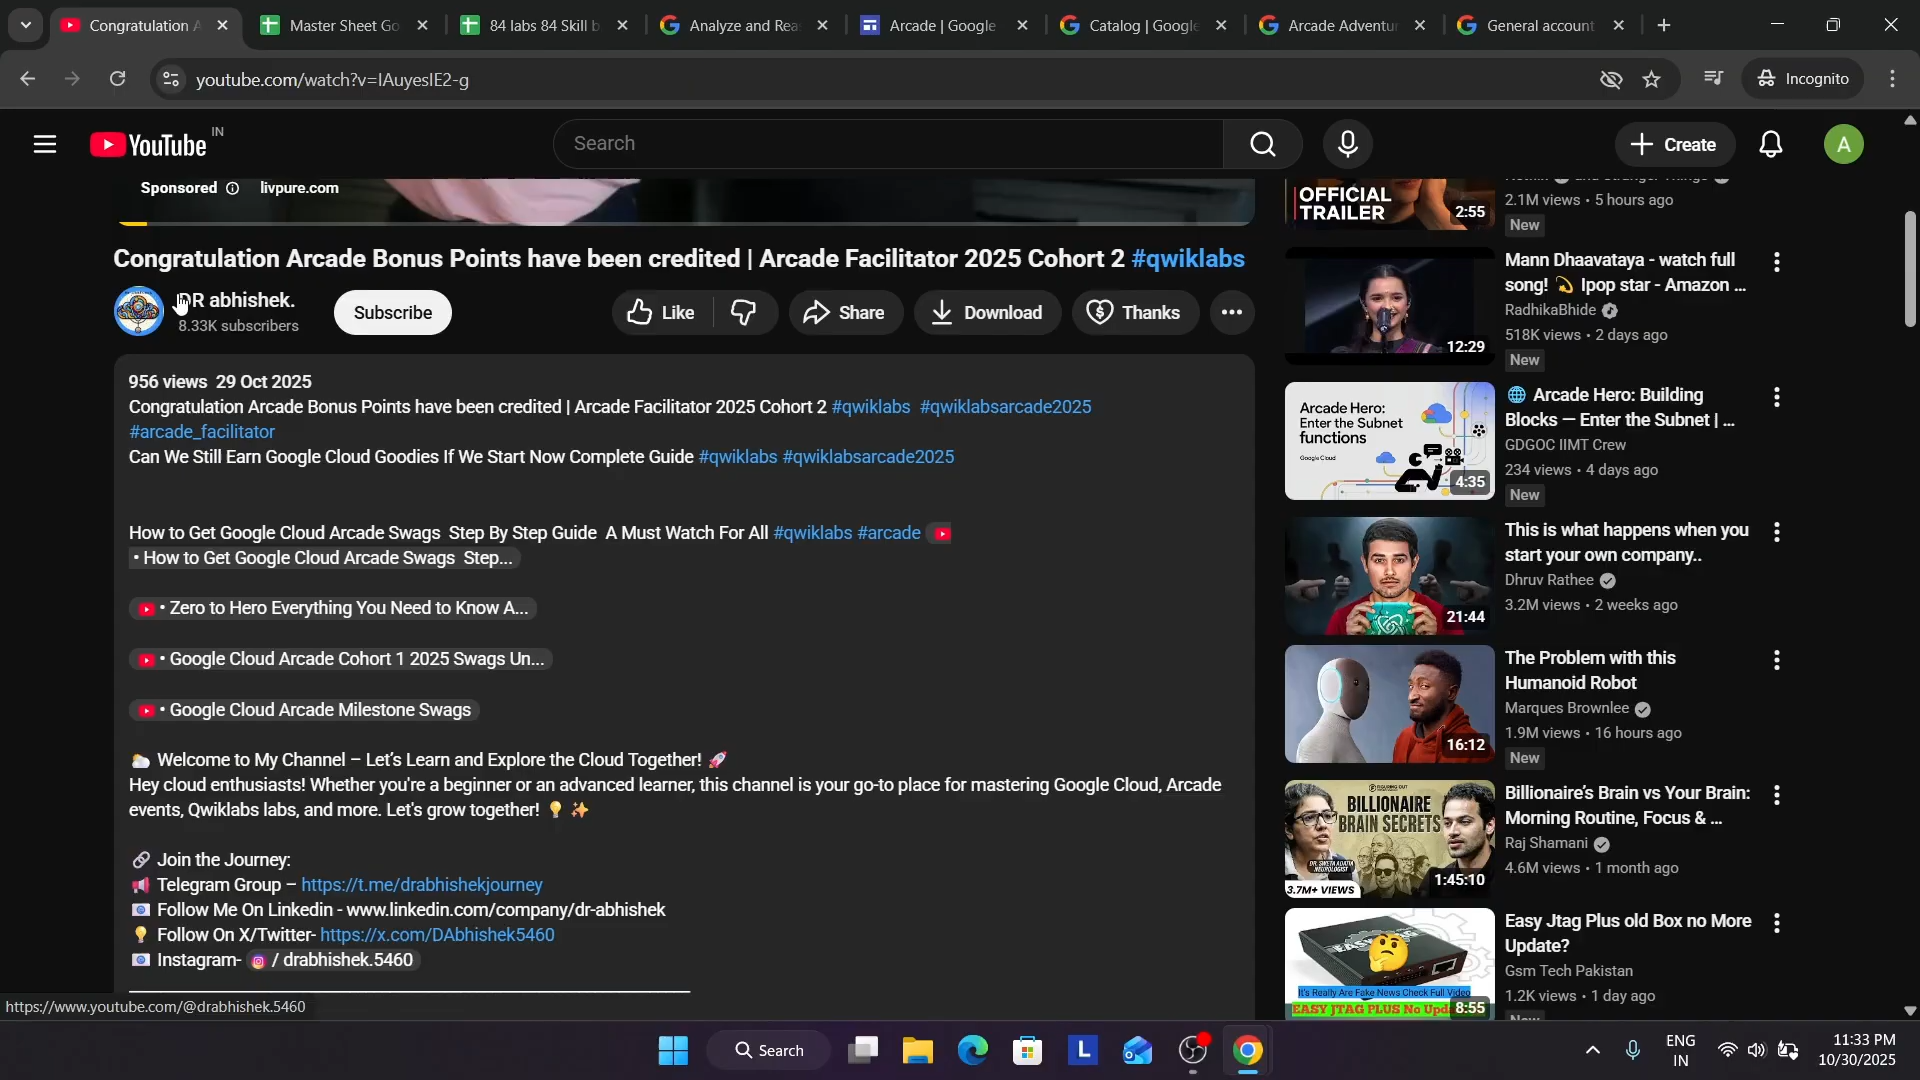 Congratulation A
Master Sheet Go
84 labs 84 Skill b
Analyze and Rea
Arcade | Google
Catalog | Google
Arcade Adventur
General account
youtube.com/watch?v=lAuyeslE2-g
Incognito
YouTube IN
Search
Create
A
Sponsored livpure.com
Congratulation Arcade Bonus Points have been credited | Arcade Facilitator 2025 Cohort 2 #qwiklabs
DR abhishek.
8.33K subscribers
Subscribe
Like
Share
Download
Thanks
956 views 29 Oct 2025
Congratulation Arcade Bonus Points have been credited | Arcade Facilitator 2025 Cohort 2 #qwiklabs #qwiklabsarcade2025
#arcade_facilitator
Can We Still Earn Google Cloud Goodies If We Start Now Complete Guide #qwiklabs #qwiklabsarcade2025
How to Get Google Cloud Arcade Swags Step By Step Guide A Must Watch For All #qwiklabs #arcade
• How to Get Google Cloud Arcade Swags Step...
• Zero to Hero Everything You Need to Know A...
• Google Cloud Arcade Cohort 1 2025 Swags Un...
• Google Cloud Arcade Milestone Swags
🌥️ Welcome to My Channel – Let's Learn and Explore the Cloud Together! 🚀
Hey cloud enthusiasts! Whether you're a beginner or an advanced learner, this channel is your go-to place for mastering Google Cloud, Arcade
events, Qwiklabs labs, and more. Let's grow together! 💡 ✨
🔗 Join the Journey:
📢 Telegram Group – https://t.me/drabhishekjourney
📧 Follow Me On Linkedin - www.linkedin.com/company/dr-abhishek
💡 Follow On X/Twitter- https://x.com/DAbhishek5460
📧 Instagram- / drabhishek.5460
https://www.youtube.com/@drabhishek.5460
OFFICIAL
TRAILER
2:55
2.1M views • 5 hours ago
New
12:29
Mann Dhaavataya - watch full
song! 💫 Ipop star - Amazon ...
RadhikaBhide
518K views • 2 days ago
New
Arcade Hero:
Enter the Subnet
functions
Google Cloud
4:35
🌐 Arcade Hero: Building
Blocks — Enter the Subnet | ...
GDGOC IIMT Crew
234 views • 4 days ago
New
21:44
This is what happens when you
start your own company..
Dhruv Rathee
3.2M views • 2 weeks ago
16:12
The Problem with this
Humanoid Robot
Marques Brownlee
1.9M views • 16 hours ago
New
BILLIONAIRE
BRAIN SECRETS
3.7M+ VIEWS
1:45:10
Billionaire's Brain vs Your Brain:
Morning Routine, Focus & ...
Raj Shamani
4.6M views • 1 month ago
It's Really Are Fake News Check Full Video
EASY JTAG PLUS No Upd
8:55
Easy Jtag Plus old Box no More
Update?
Gsm Tech Pakistan
1.2K views • 1 day ago
Search
L
ENG
IN
11:33 PM
10/30/2025